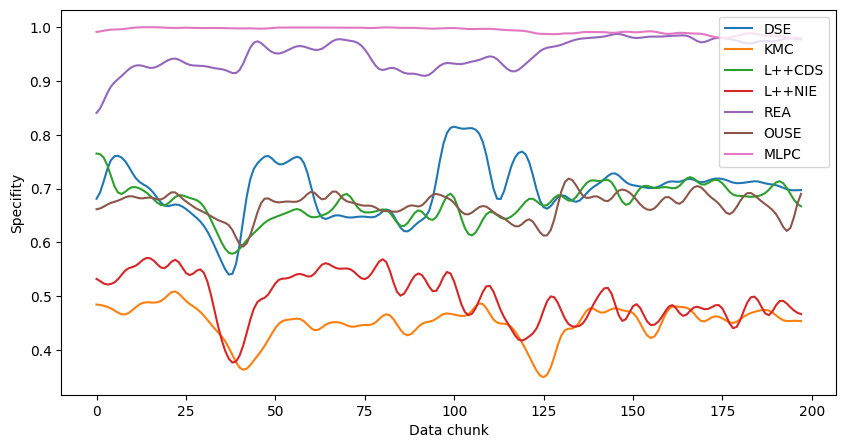 1.0
0.9
0.8
0.7
0.6
0.5
0.4
Specifity
0
25
50
75
100
125
150
175
200
Data chunk
DSE
KMC
L++CDS
L++NIE
REA
OUSE
MLPC